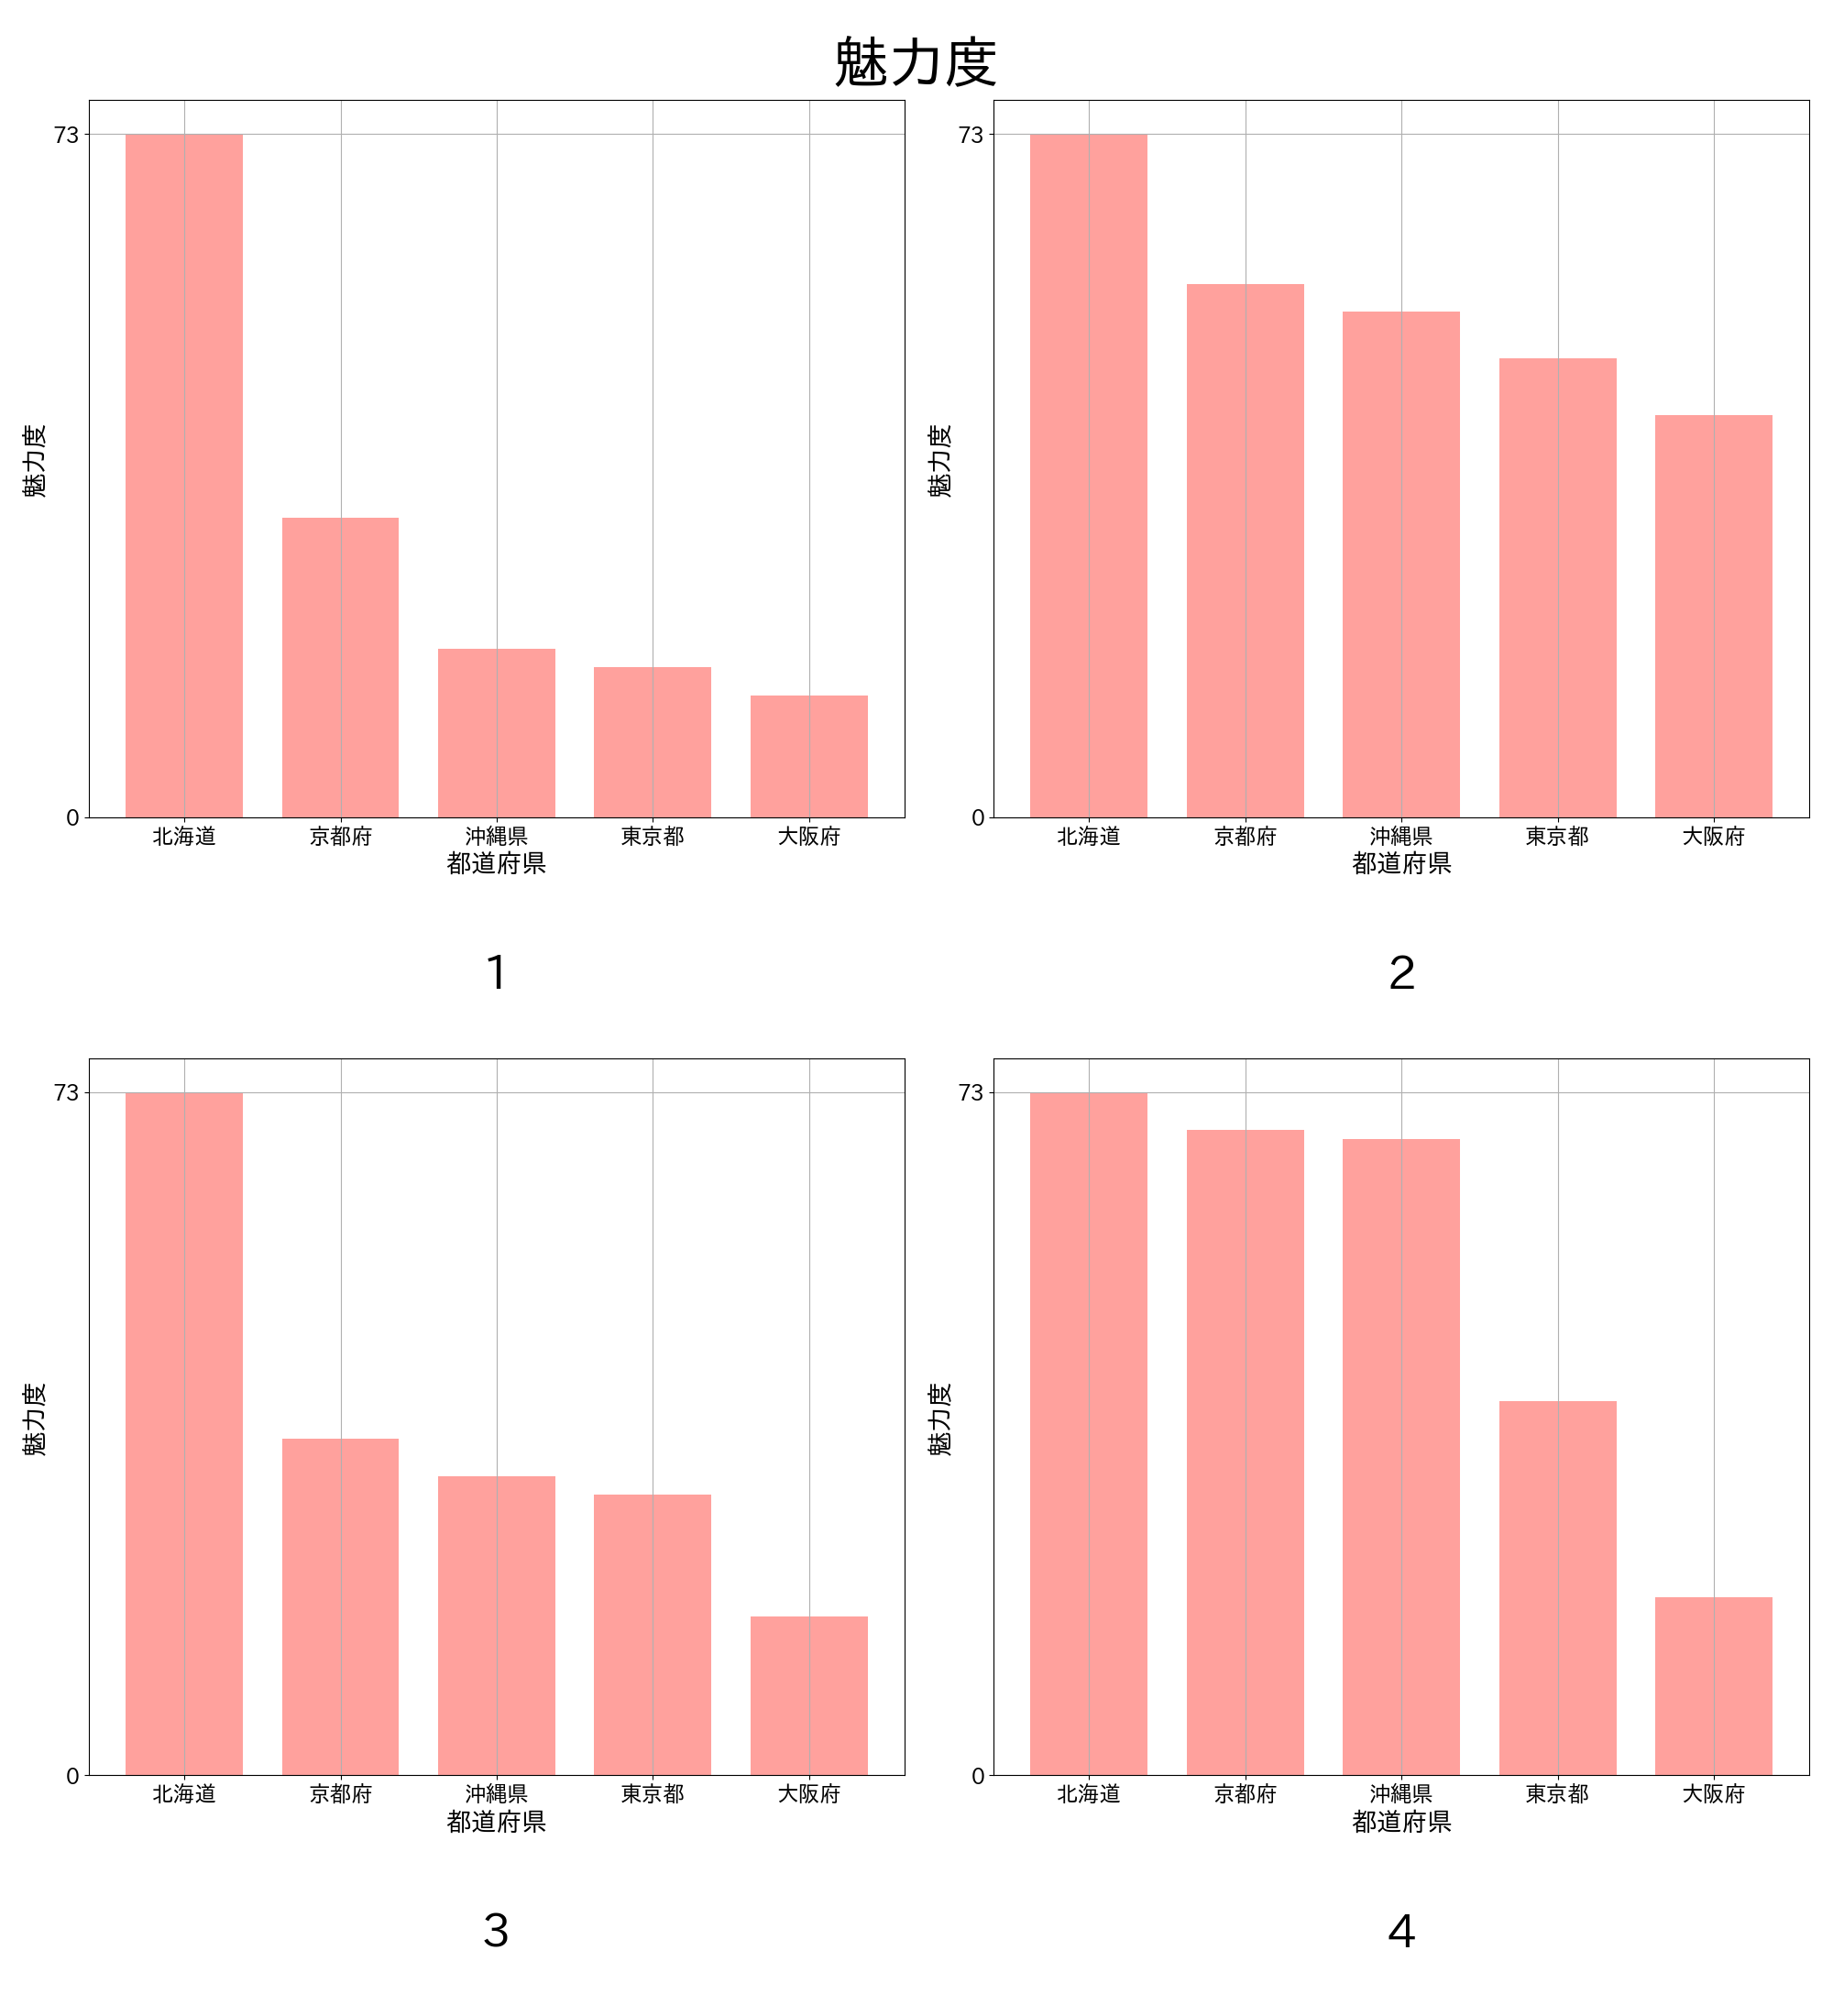 魅力度
73
0
魅力度
北海道 京都府 沖縄県 東京都 大阪府
都道府県
1
73
0
魅力度
北海道 京都府 沖縄県 東京都 大阪府
都道府県
2
73
0
魅力度
北海道 京都府 沖縄県 東京都 大阪府
都道府県
3
73
0
魅力度
北海道 京都府 沖縄県 東京都 大阪府
都道府県
4